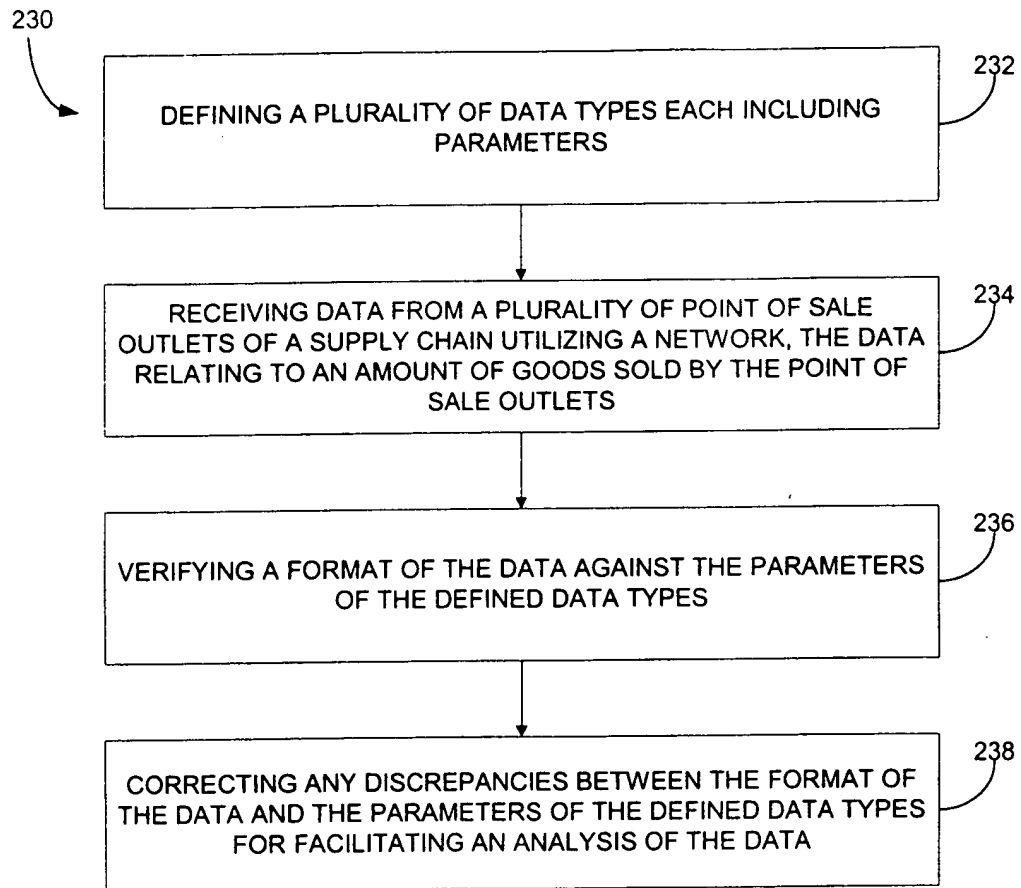 230
232
DEFINING A PLURALITY OF DATA TYPES EACH INCLUDING
PARAMETERS
234
RECEIVING DATA FROM A PLURALITY OF POINT OF SALE
OUTLETS OF A SUPPLY CHAIN UTILIZING A NETWORK, THE DATA
RELATING TO AN AMOUNT OF GOODS SOLD BY THE POINT OF
SALE OUTLETS
236
VERIFYING A FORMAT OF THE DATA AGAINST THE PARAMETERS
OF THE DEFINED DATA TYPES
238
CORRECTING ANY DISCREPANCIES BETWEEN THE FORMAT OF
THE DATA AND THE PARAMETERS OF THE DEFINED DATA TYPES
FOR FACILITATING AN ANALYSIS OF THE DATA